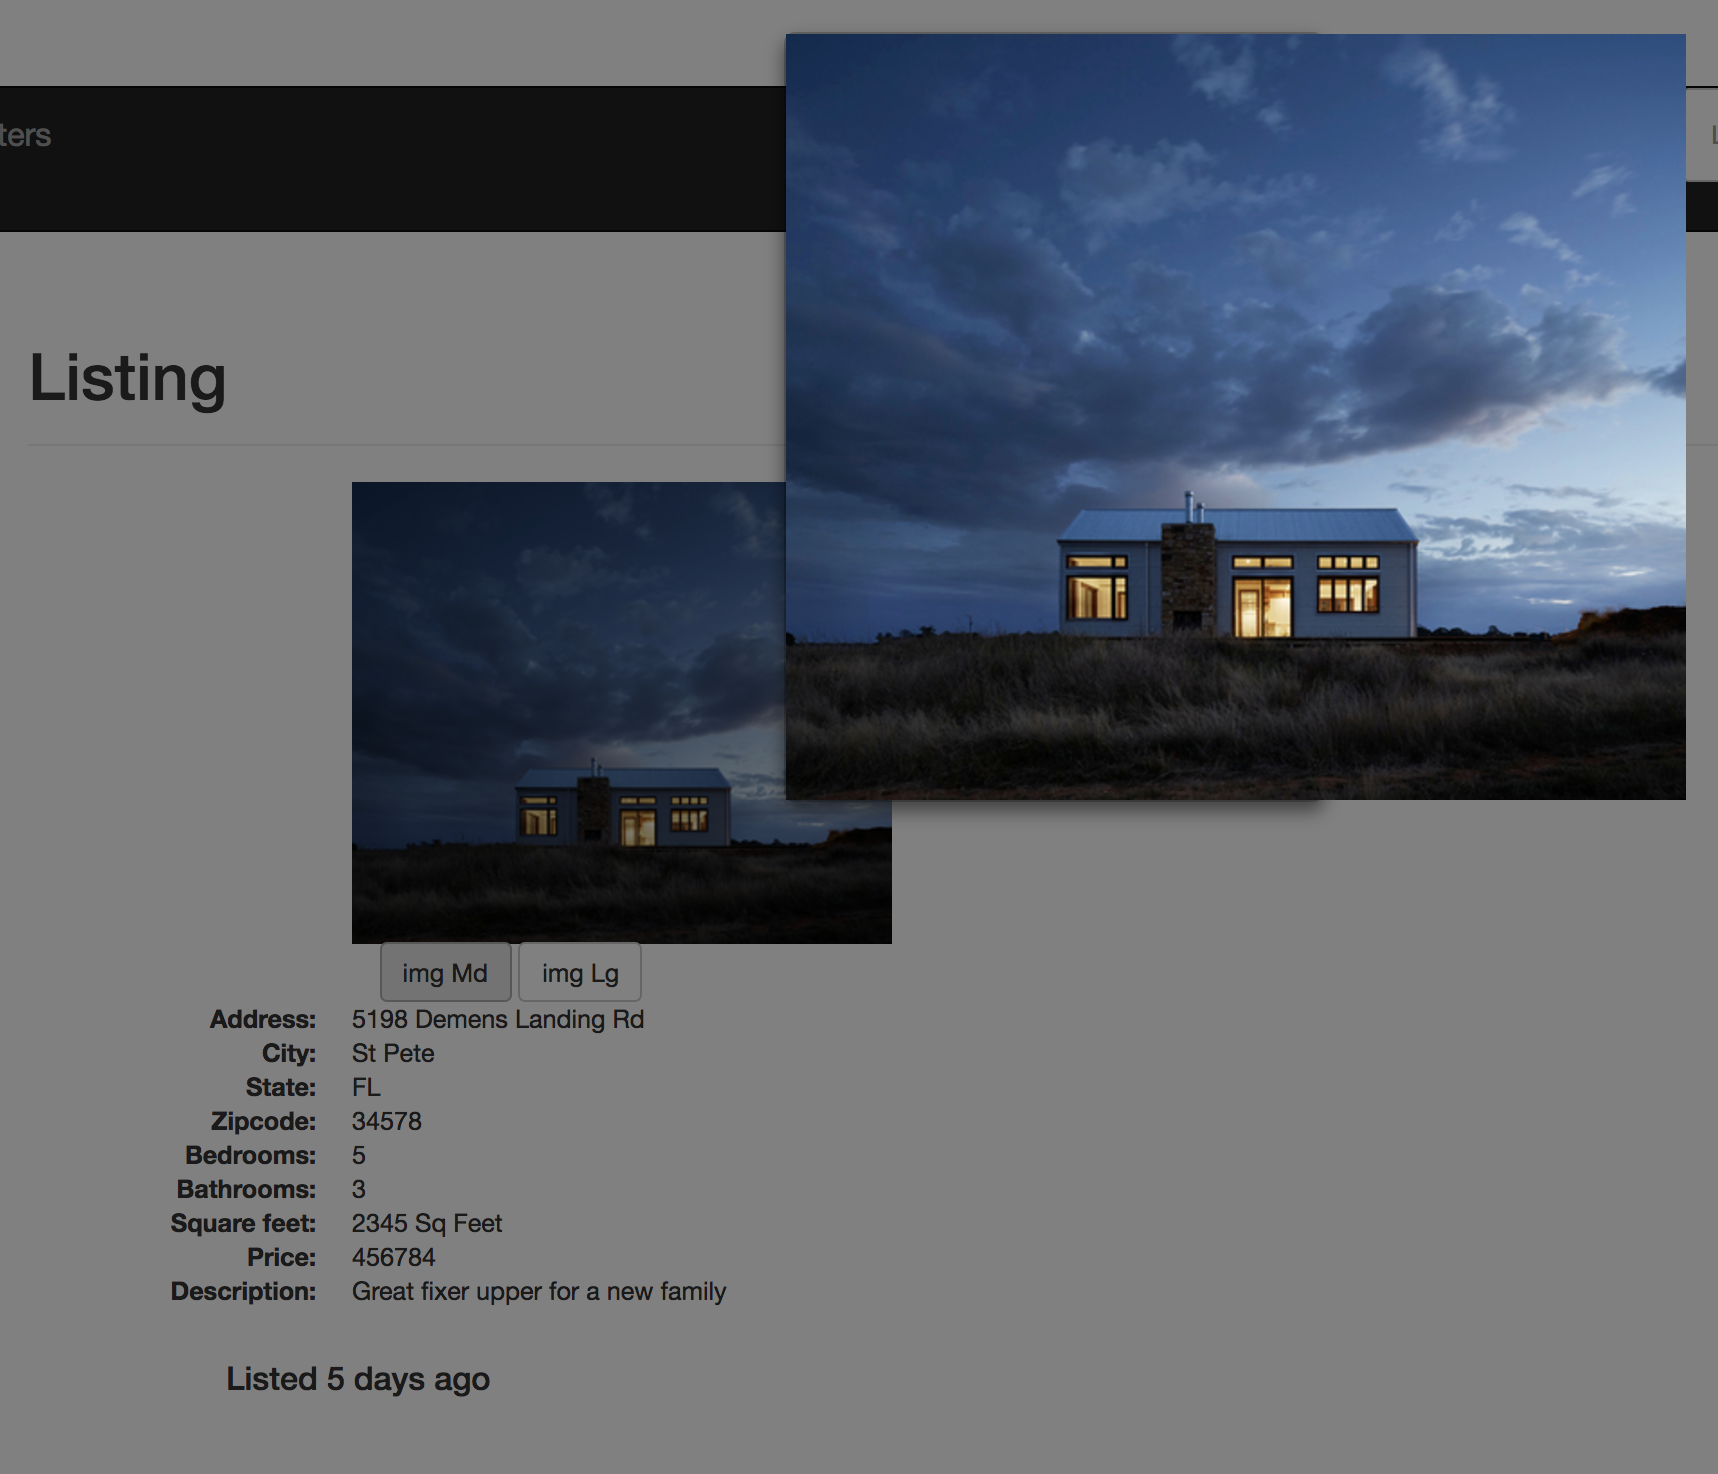 ters
L
Listing
img Md img Lg
Address: 5198 Demens Landing Rd
City: St Pete
State: FL
Zipcode: 34578
Bedrooms: 5
Bathrooms: 3
Square feet: 2345 Sq Feet
Price: 456784
Description: Great fixer upper for a new family
Listed 5 days ago